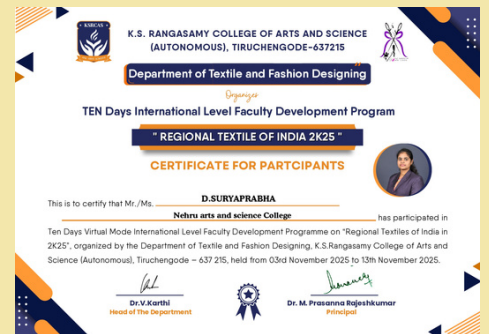 KSRCAS
K.S. RANGASAMY COLLEGE OF ARTS AND SCIENCE
(AUTONOMOUS), TIRUCHENGODE-637215
Department of Textile and Fashion Designing
Organizes
TEN Days International Level Faculty Development Program
" REGIONAL TEXTILE OF INDIA 2K25 "
CERTIFICATE FOR PARTCIPANTS
This is to certify that Mr./Ms. D.SURYAPRABHA
Nehru arts and science College has participated in
Ten Days Virtual Mode International Level Faculty Development Programme on "Regional Textiles of India in
2K25", organized by the Department of Textile and Fashion Designing, K.S.Rangasamy College of Arts and
Science (Autonomous), Tiruchengode – 637 215, held from 03rd November 2025 to 13th November 2025.
Dr.V.Karthi
Head of The Department
Dr. M. Prasanna Rajeshkumar
Principal